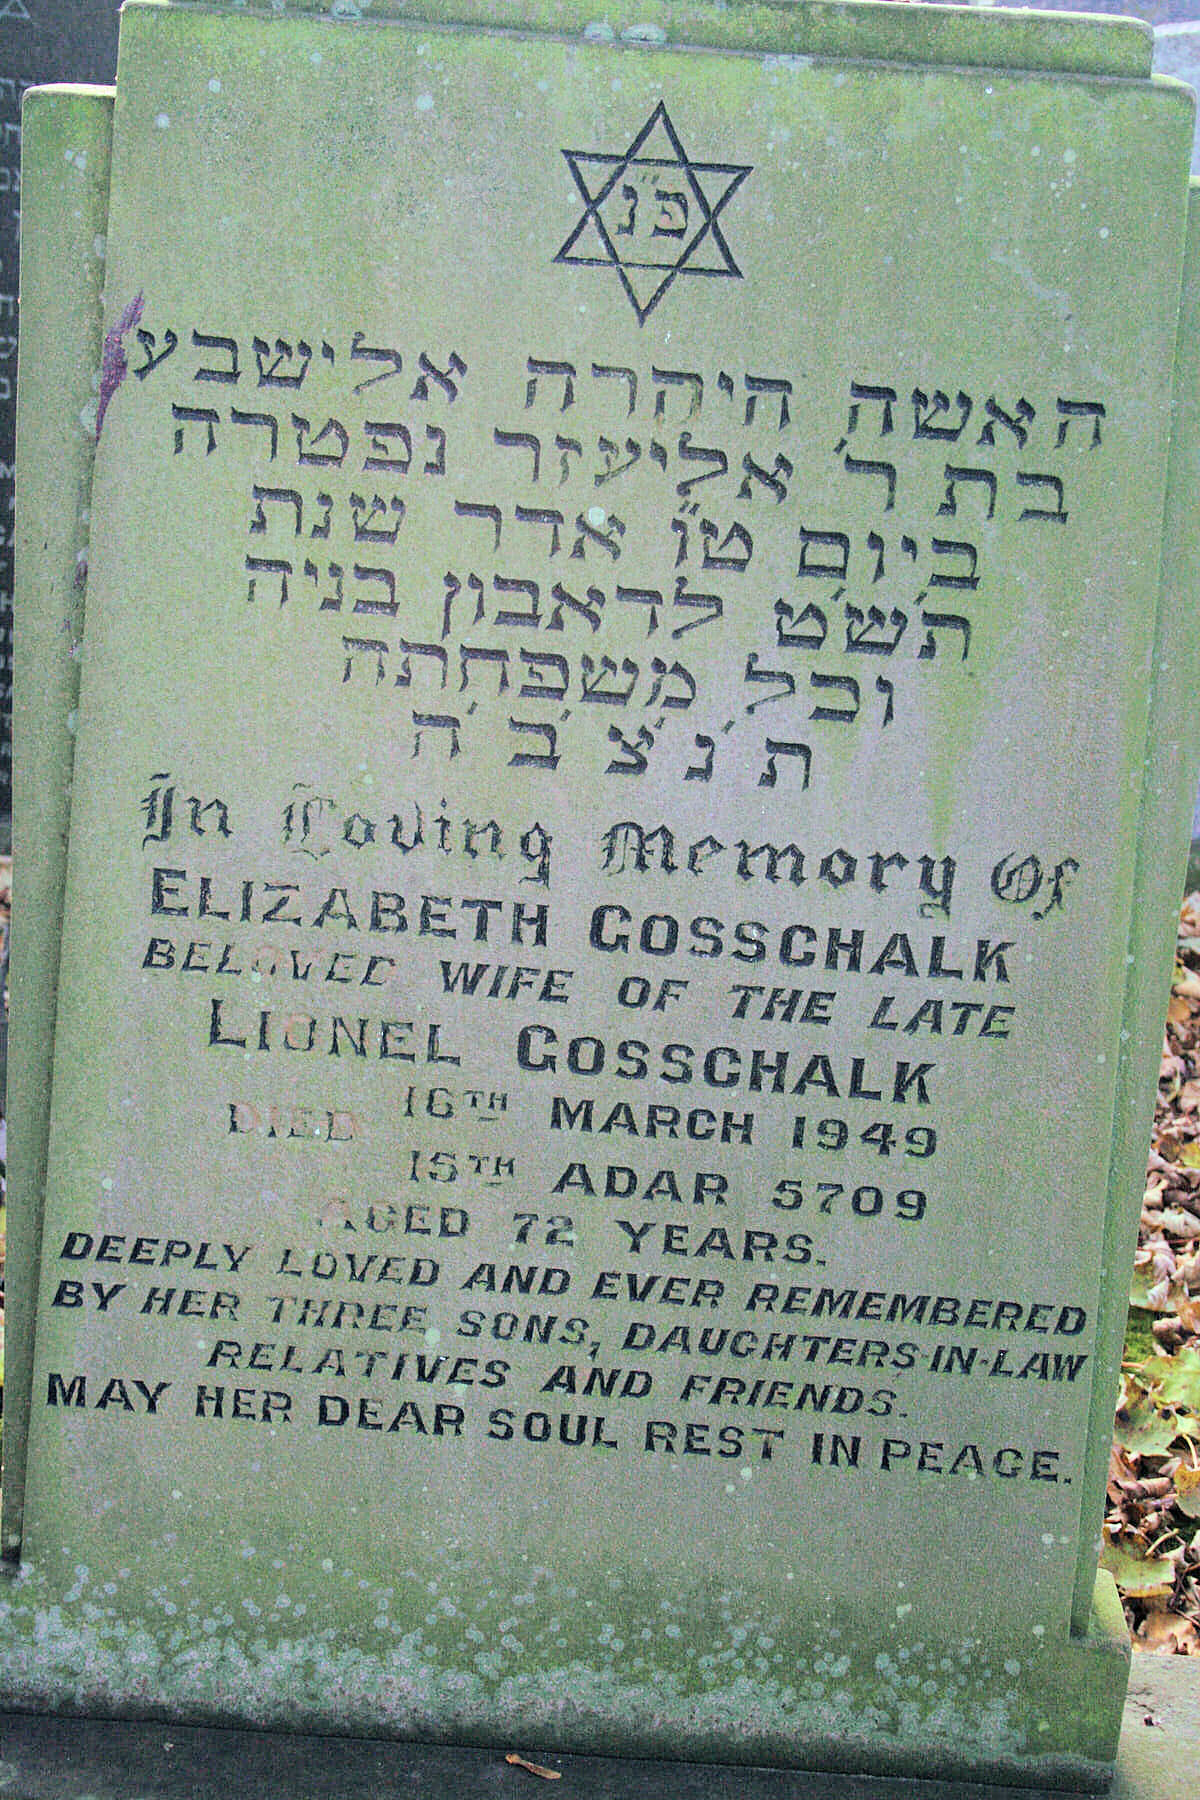 פ״נ
האשה היהרה אלישבע
בת ר׳ אליעזר נפטרה
ביום ט״ו אדר שנת
ת׳ש׳ט לדאבון בניה
וכל משפחתה
ת׳ נ׳ צ׳ ב׳ ה׳
In Loving Memory Of
ELIZABETH GOSSCHALK
BELOVED WIFE OF THE LATE
LIONEL GOSSCHALK
DIED 16TH MARCH 1949
15TH ADAR 5709
AGED 72 YEARS.
DEEPLY LOVED AND EVER REMEMBERED
BY HER THREE SONS, DAUGHTERS-IN-LAW
RELATIVES AND FRIENDS.
MAY HER DEAR SOUL REST IN PEACE.